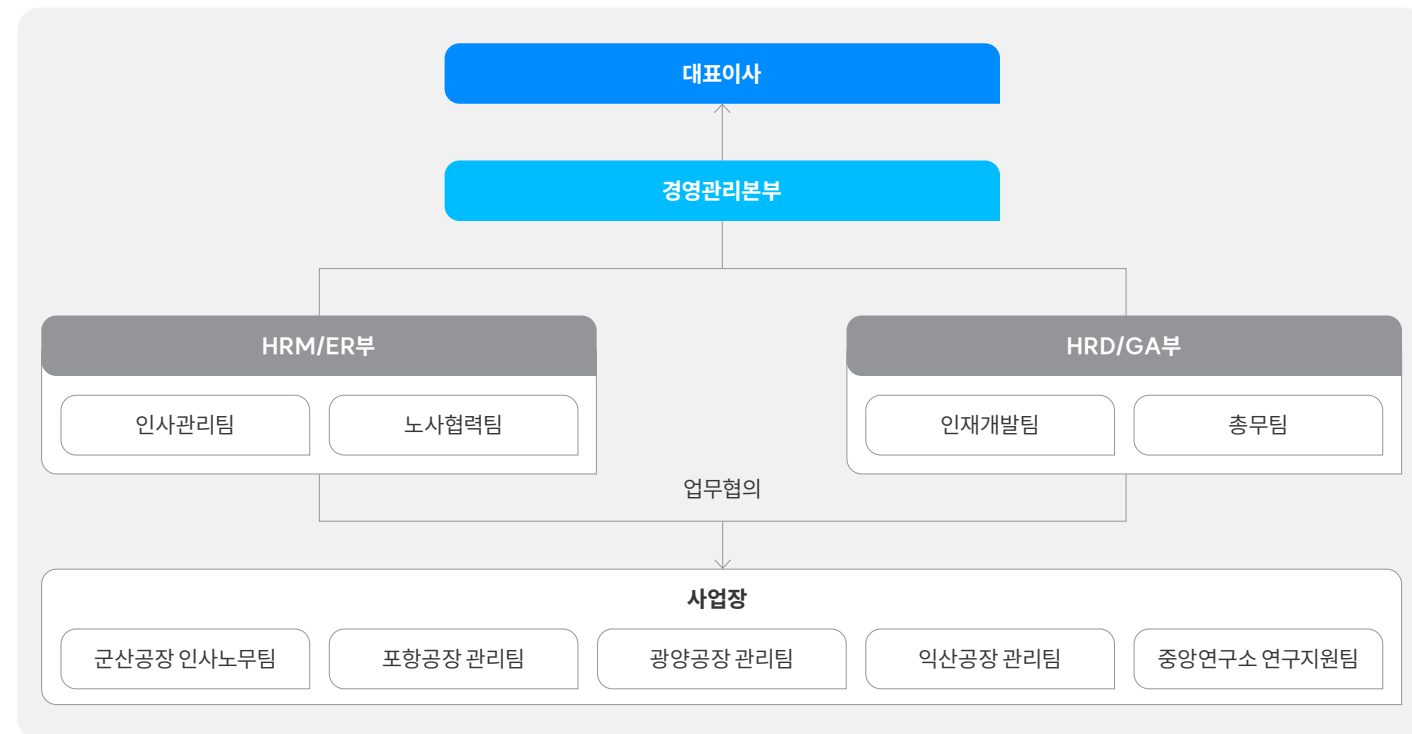 대표이사
경영관리본부
HRM/ER부
HRD/GA부
인사관리팀
노사협력팀
인재개발팀
총무팀
업무협의
사업장
군산공장 인사노무팀
포항공장 관리팀
광양공장 관리팀
익산공장 관리팀
중앙연구소 연구지원팀